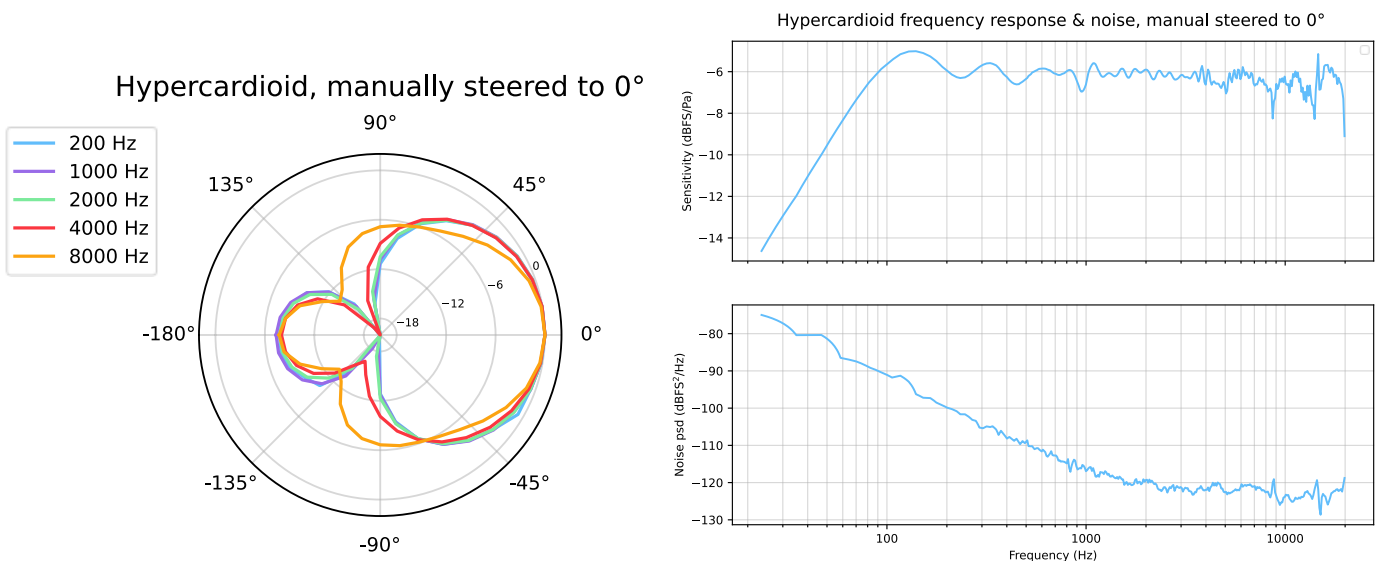 Hypercardioid, manually steered to 0°
200 Hz
1000 Hz
2000 Hz
4000 Hz
8000 Hz
90°
135°
45°
-180°
0°
-135°
-45°
-90°
0
−6
−12
−18
Hypercardioid frequency response & noise, manual steered to 0°
Sensitivity (dBFS/Pa)
−6
−8
−10
−12
−14
Noise psd (dBFS²/Hz)
−80
−90
−100
−110
−120
−130
100
1000
10000
Frequency (Hz)